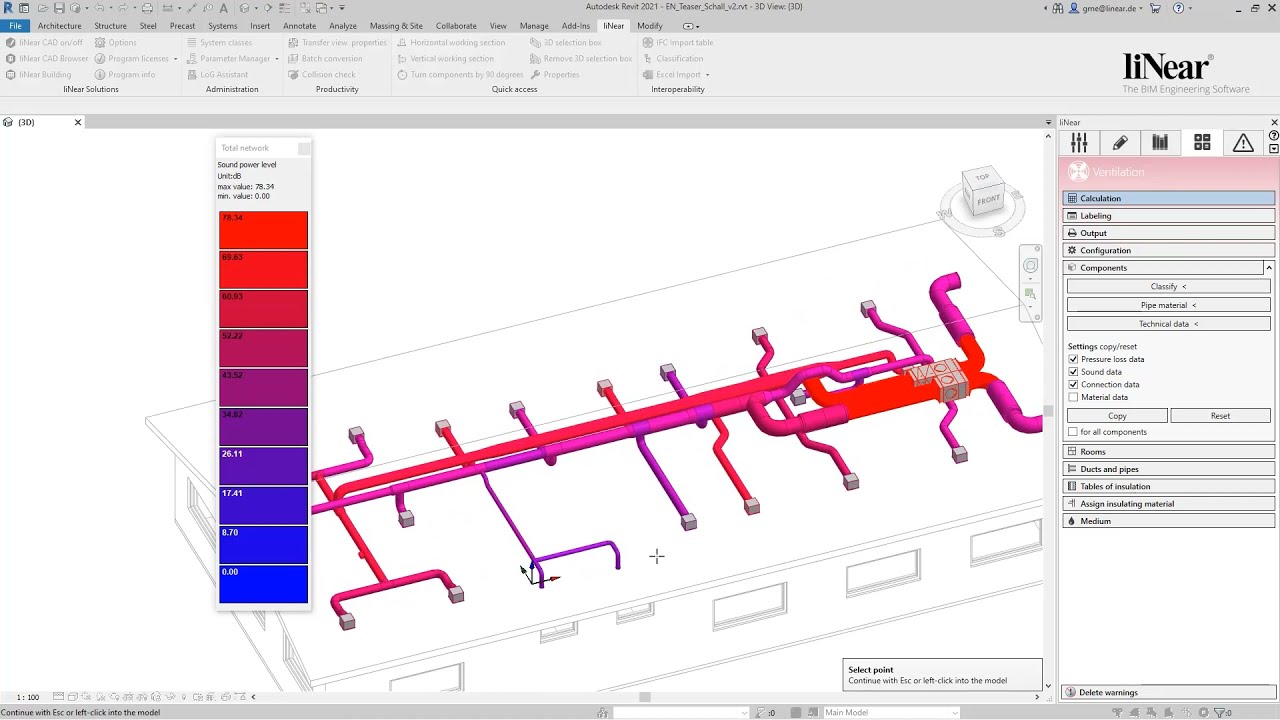 Autodesk Revit 2021 - EN_Teaser_Schall_v2.rvt - 3D View: {3D}
gme@linear.de
File Architecture Structure Steel Precast Systems Insert Annotate Analyze Massing & Site Collaborate View Manage Add-Ins liNear Modify
liNear CAD on/off Options System classes Transfer view properties Horizontal working section 3D selection box IFC Import table
liNear CAD Browser Program licenses Parameter Manager Batch conversion Vertical working section Remove 3D selection box Classification
liNear Building Program info LoG Assistant Collision check Turn components by 90 degrees Properties Excel Import
liNear Solutions Administration Productivity Quick access Interoperability
liNear®
The BIM Engineering Software
{3D}
liNear
Total network
Sound power level
Unit:dB
max value: 78.34
min. value: 0.00
78.34
69.63
60.93
52.22
43.52
34.82
26.11
17.41
8.70
0.00
TOP
FRONT
W
S
Ventilation
Calculation
Labeling
Output
Configuration
Components
Classify <
Pipe material <
Technical data <
Settings copy/reset
Pressure loss data
Sound data
Connection data
Material data
Copy Reset
for all components
Rooms
Ducts and pipes
Tables of insulation
Assign insulating material
Medium
Delete warnings
Select point
Continue with Esc or left-click into the model
1 : 100
Continue with Esc or left-click into the model
:0
Main Model
:0